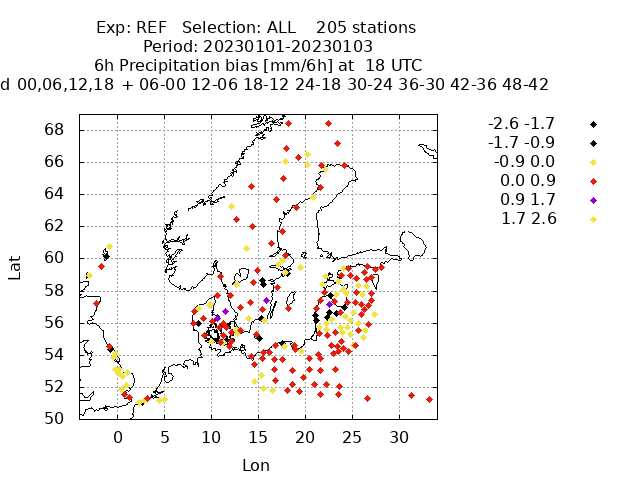 Exp: REF   Selection: ALL    205 stations
Period: 20230101-20230103
6h Precipitation bias [mm/6h] at  18 UTC
d 00,06,12,18 + 06-00 12-06 18-12 24-18 30-24 36-30 42-36 48-42
-2.6 -1.7
-1.7 -0.9
-0.9 0.0
0.0 0.9
0.9 1.7
1.7 2.6
68
66
64
62
60
58
56
54
52
50
Lat
0 5 10 15 20 25 30
Lon